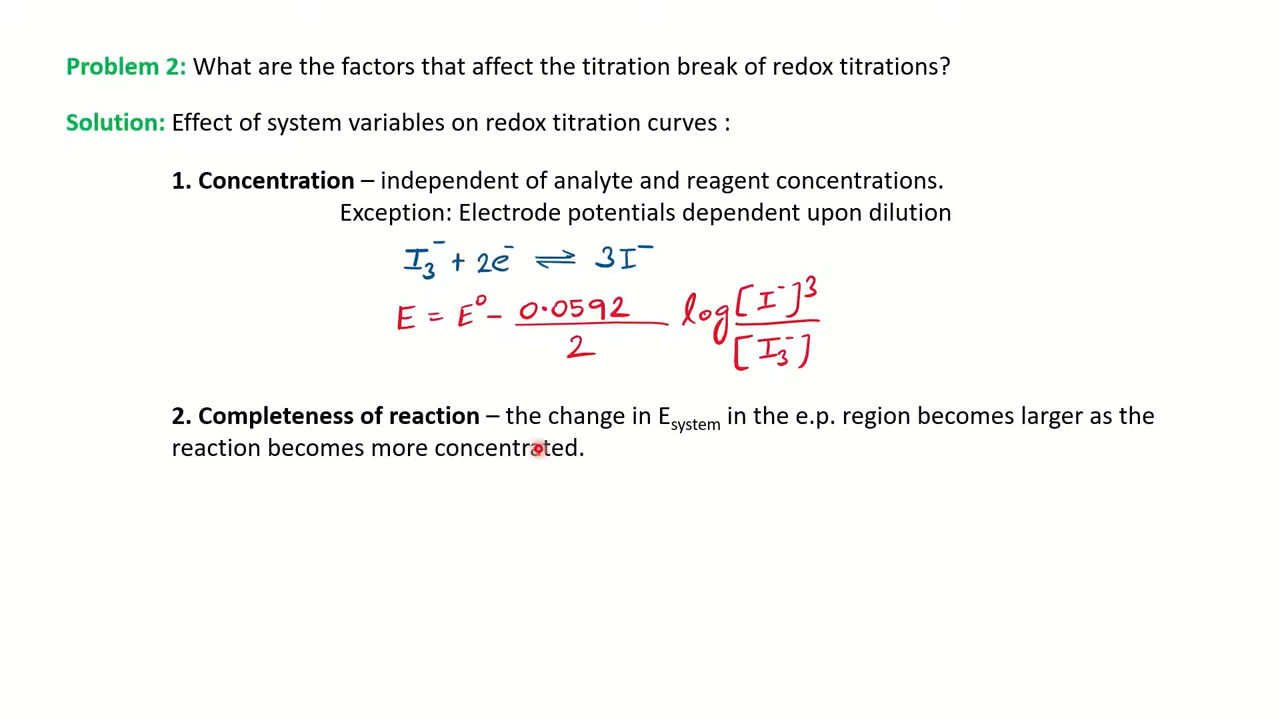 Problem 2: What are the factors that affect the titration break of redox titrations?
Solution: Effect of system variables on redox titration curves :
1. Concentration – independent of analyte and reagent concentrations.
Exception: Electrode potentials dependent upon dilution
I₃⁻ + 2e⁻ ⇌ 3I⁻
E = E⁰ – 0.0592/2 log [I⁻]³/[I₃⁻]
2. Completeness of reaction – the change in E_system in the e.p. region becomes larger as the
reaction becomes more concentrated.